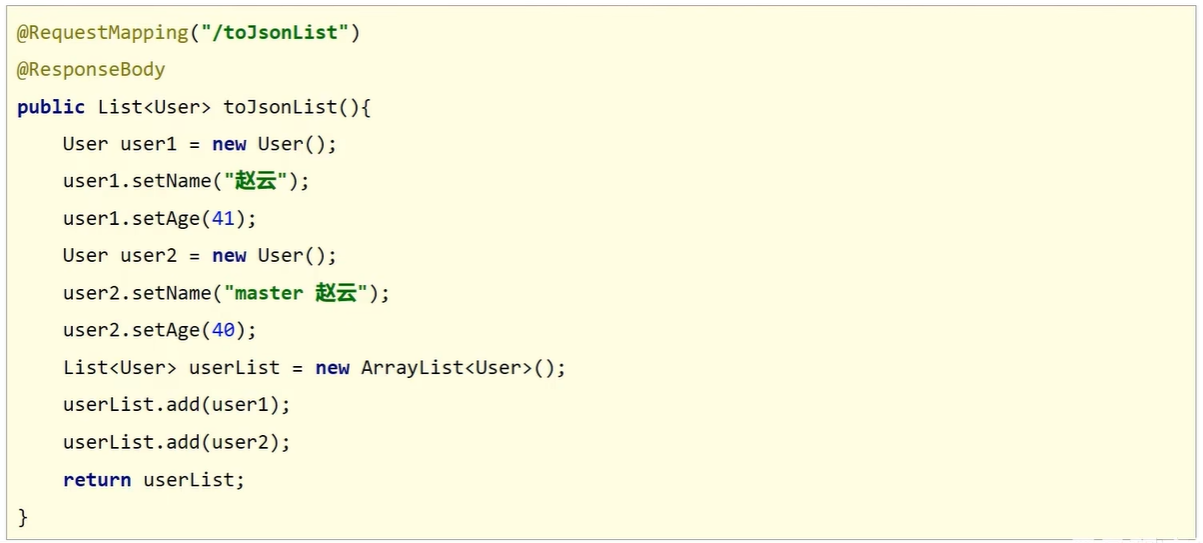 @RequestMapping("/toJsonList")
@ResponseBody
public List<User> toJsonList(){
    User user1 = new User();
    user1.setName("赵云");
    user1.setAge(41);
    User user2 = new User();
    user2.setName("master 赵云");
    user2.setAge(40);
    List<User> userList = new ArrayList<User>();
    userList.add(user1);
    userList.add(user2);
    return userList;
}